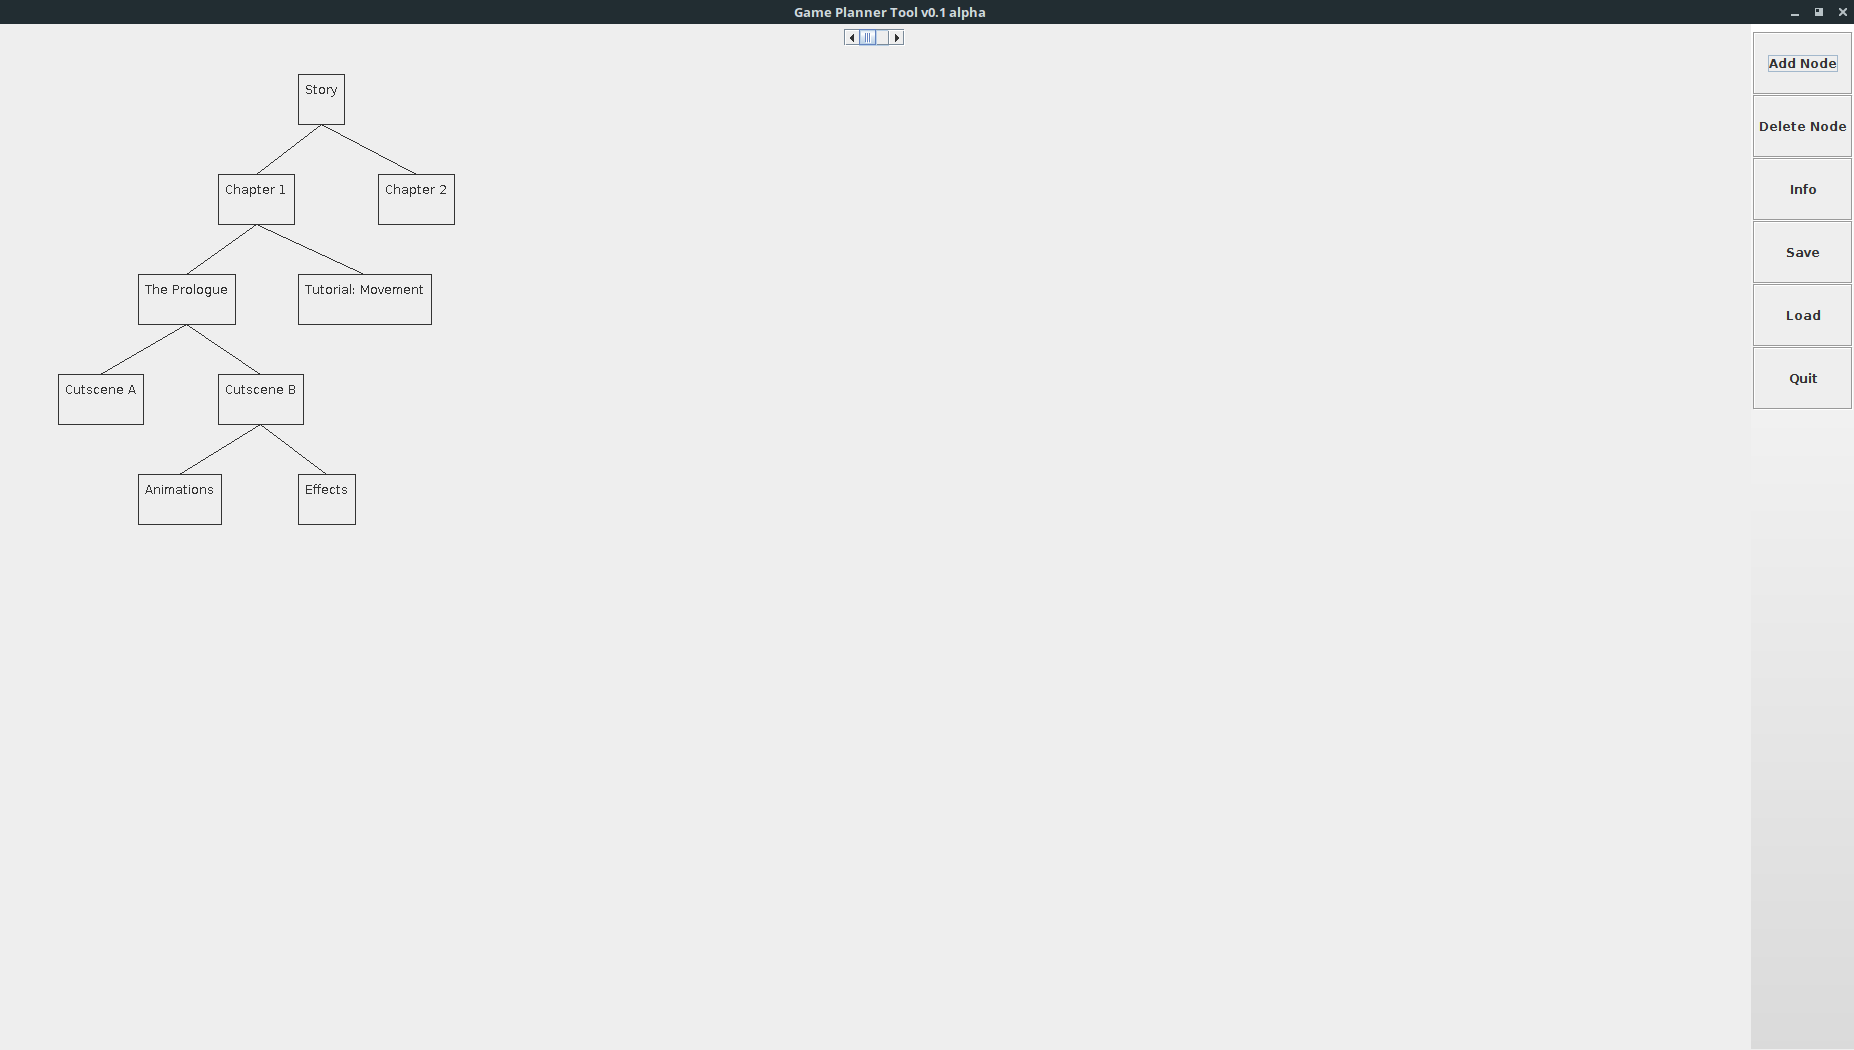 Game Planner Tool v0.1 alpha
Story
Chapter 1
Chapter 2
The Prologue
Tutorial: Movement
Cutscene A
Cutscene B
Animations
Effects
Add Node
Delete Node
Info
Save
Load
Quit